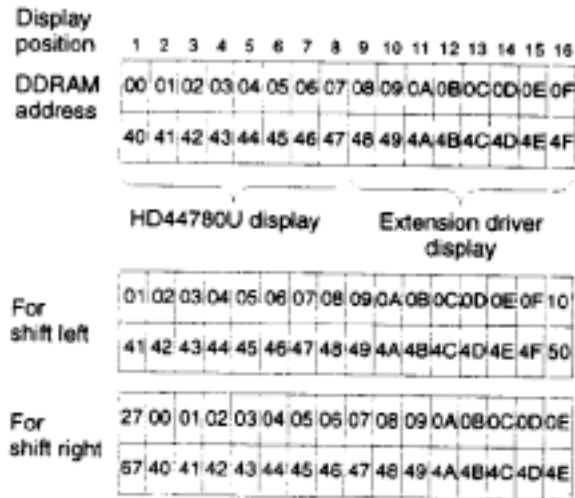 Display
position 1 2 3 4 5 6 7 8 9 10 11 12 13 14 15 16
DDRAM
address
00 01 02 03 04 05 06 07 08 09 0A 0B 0C 0D 0E 0F
40 41 42 43 44 45 46 47 48 49 4A 4B 4C 4D 4E 4F
HD44780U display
Extension driver
display
For
shift left
01 02 03 04 05 06 07 08 09 0A 0B 0C 0D 0E 0F 10
41 42 43 44 45 46 47 48 49 4A 4B 4C 4D 4E 4F 50
For
shift right
27 00 01 02 03 04 05 06 07 08 09 0A 0B 0C 0D 0E
67 40 41 42 43 44 45 46 47 48 49 4A 4B 4C 4D 4E